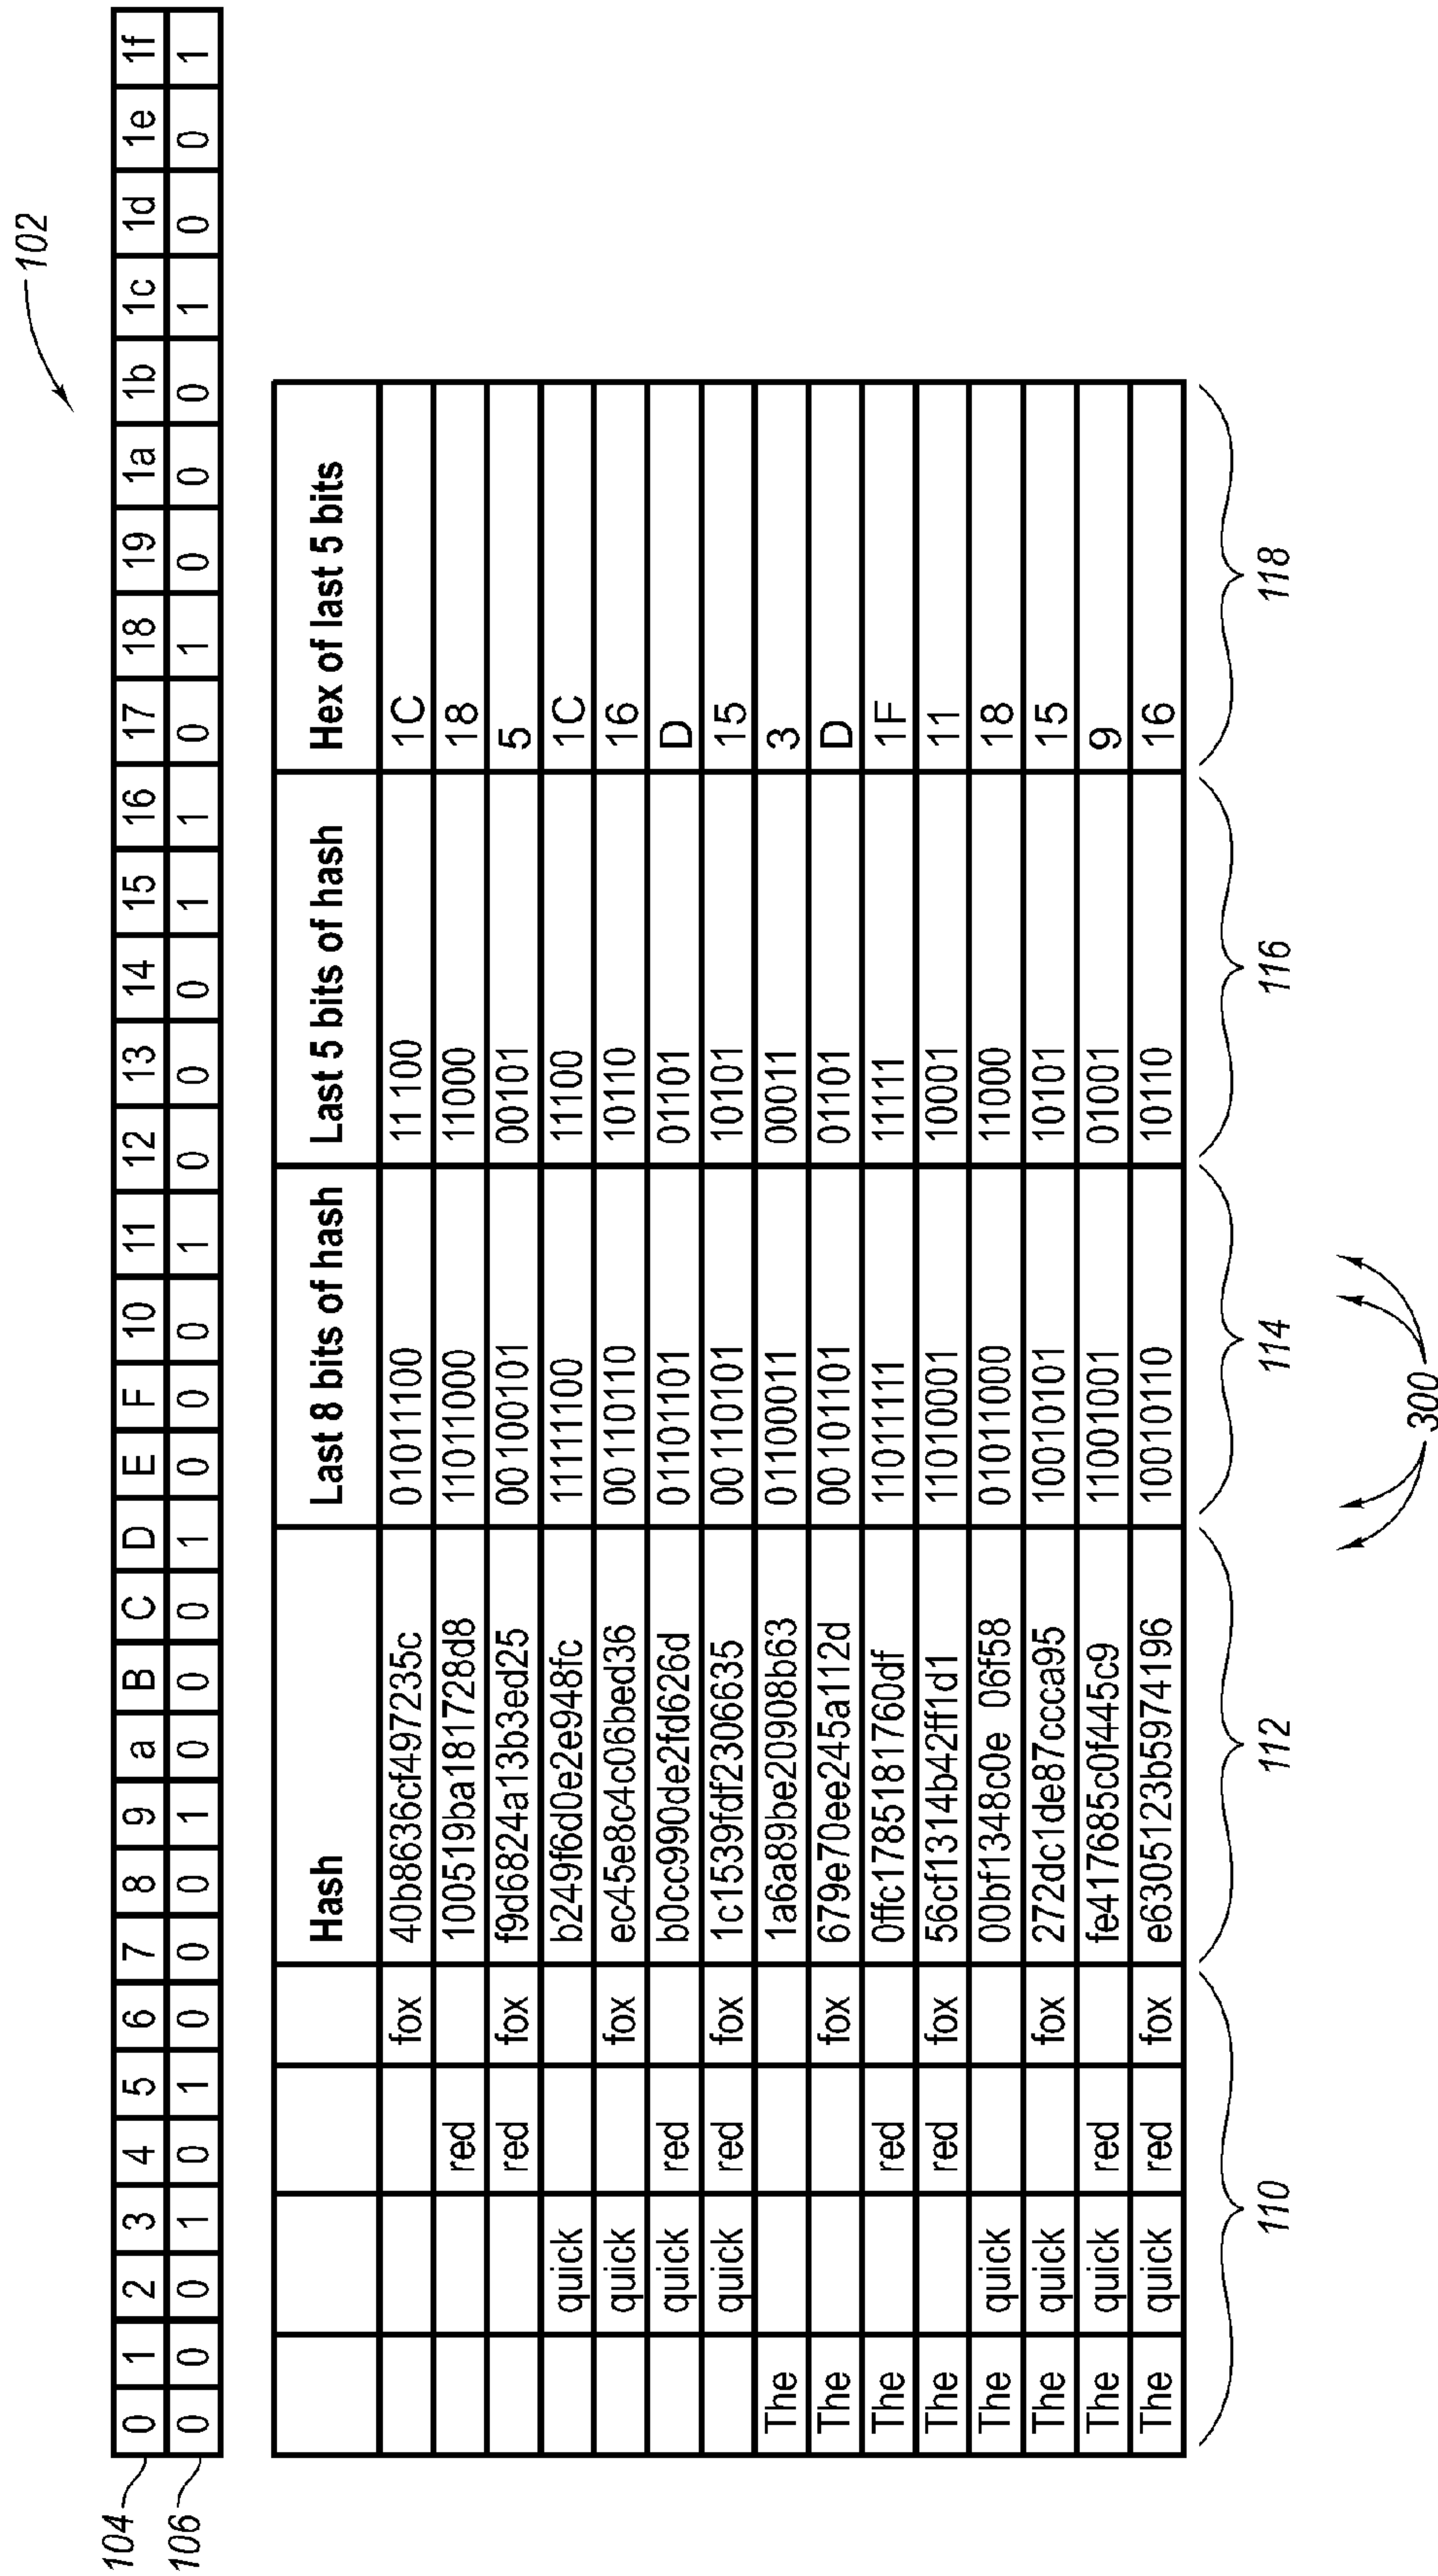 102
104 0 1 2 3 4 5 6 7 8 9 a B C D E F 10 11 12 13 14 15 16 17 18 19 1a 1b 1c 1d 1e 1f
106 0 0 0 1 0 1 0 0 0 1 0 0 0 1 0 0 0 1 0 0 0 1 1 0 1 0 0 0 1 0 0 1
Hash Last 8 bits of hash Last 5 bits of hash Hex of last 5 bits
fox 40b8636cf497235c 01011100 11 100 1C
red 100519ba181728d8 11011000 11000 18
red fox f9d6824a13b3ed25 00100101 00101 5
quick b249f6d0e2e948fc 11111100 11100 1C
quick fox ec45e8c4c06bed36 00110110 10110 16
quick red b0cc990de2fd626d 01101101 01101 D
quick red fox 1c1539fdf2306635 00110101 10101 15
The 1a6a89be20908b63 01100011 00011 3
The fox 679e70ee245a112d 00101101 01101 D
The red 0ffc1785181760df 11011111 11111 1F
The red fox 56cf1314b42ff1d1 11010001 10001 11
The quick 00bf1348c0e 06f58 01011000 11000 18
The quick fox 272dc1de87ccca95 10010101 10101 15
The quick red fe417685c0f445c9 11001001 01001 9
The quick red fox e6305123b5974196 10010110 10110 16
110 112 114 116 118
300